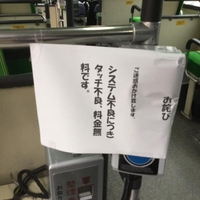 お詫び
ご迷惑おかけ致します。
システム不良につき
タッチ不良、料金無
料です。